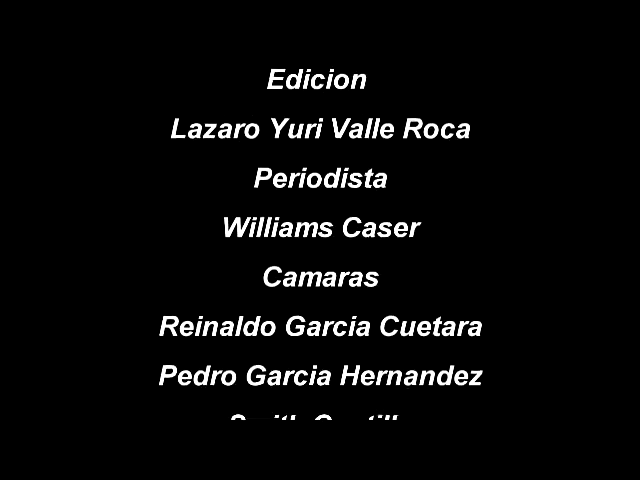 Edicion
Lazaro Yuri Valle Roca
Periodista
Williams Caser
Camaras
Reinaldo Garcia Cuetara
Pedro Garcia Hernandez